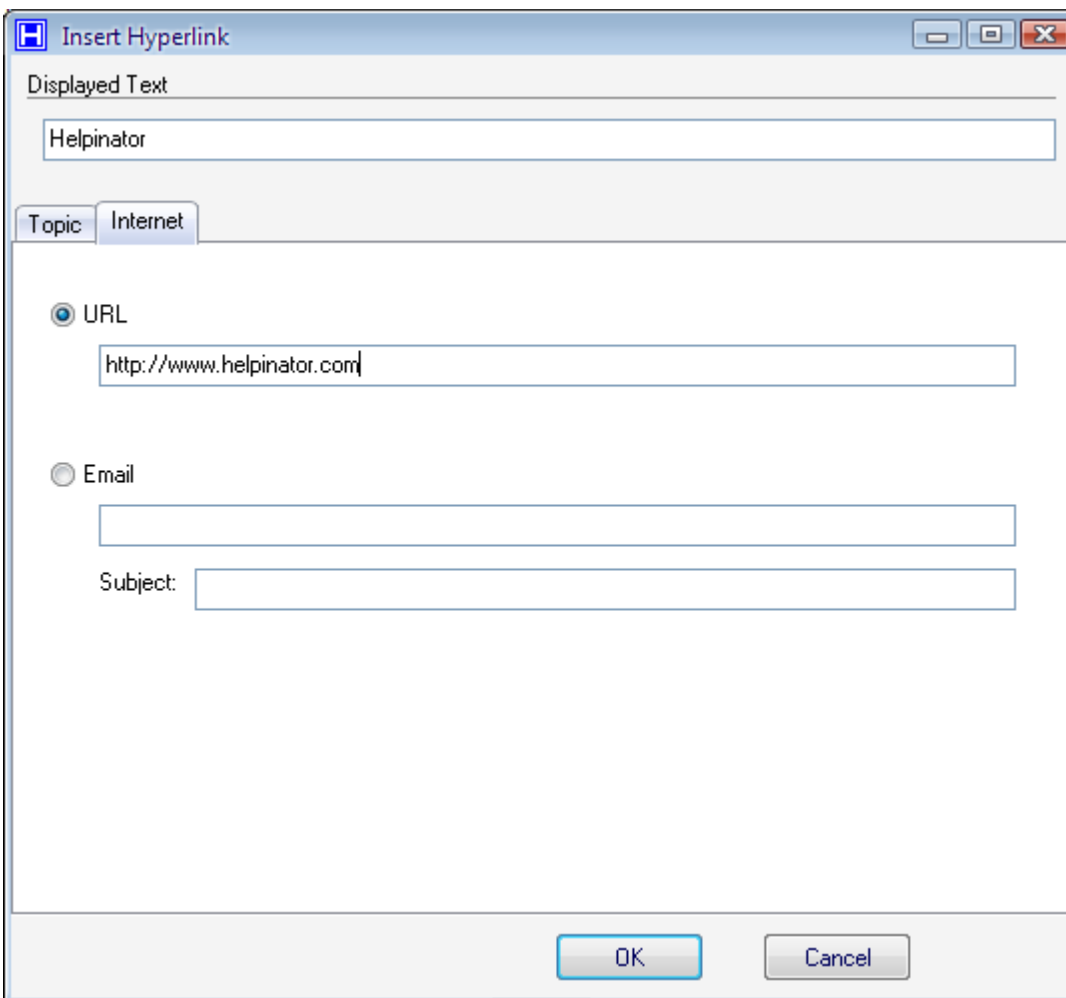 Insert Hyperlink
Displayed Text
Helpinator
Topic Internet
URL
http://www.helpinator.com
Email
Subject:
OK Cancel